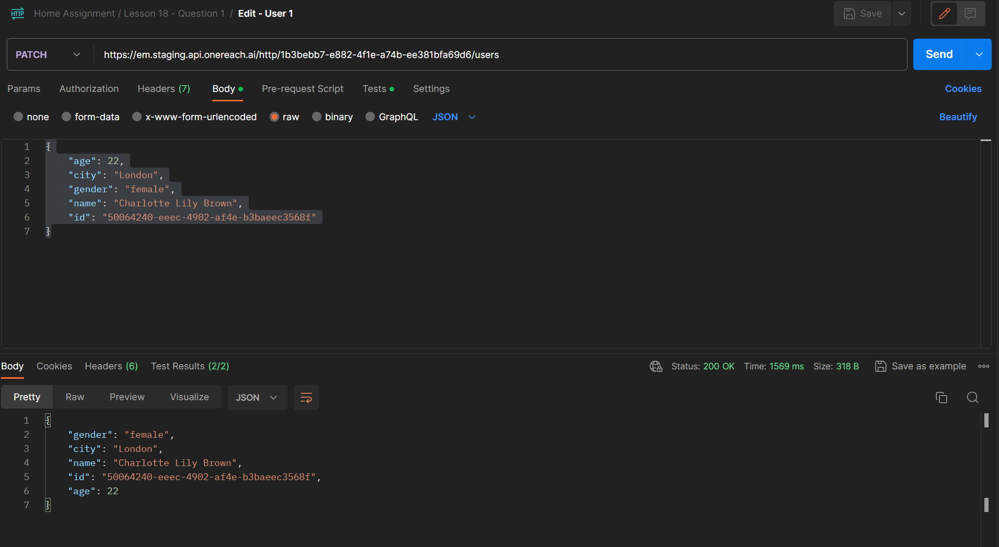 HTTP Home Assignment / Lesson 18 - Question 1 / Edit - User 1 Save
PATCH https://em.staging.api.onereach.ai/http/1b3bebb7-e882-4f1e-a74b-ee381bfa69d6/users Send
Params Authorization Headers (7) Body Pre-request Script Tests Settings Cookies
none form-data x-www-form-urlencoded raw binary GraphQL JSON Beautify
1 {
2 "age": 22,
3 "city": "London",
4 "gender": "female",
5 "name": "Charlotte Lily Brown",
6 "id": "50064240-eeec-4902-af4e-b3baeec3568f"
7 }
Body Cookies Headers (6) Test Results (2/2) Status: 200 OK Time: 1569 ms Size: 318 B Save as example
Pretty Raw Preview Visualize JSON
1 {
2 "gender": "female",
3 "city": "London",
4 "name": "Charlotte Lily Brown",
5 "id": "50064240-eeec-4902-af4e-b3baeec3568f",
6 "age": 22
7 }